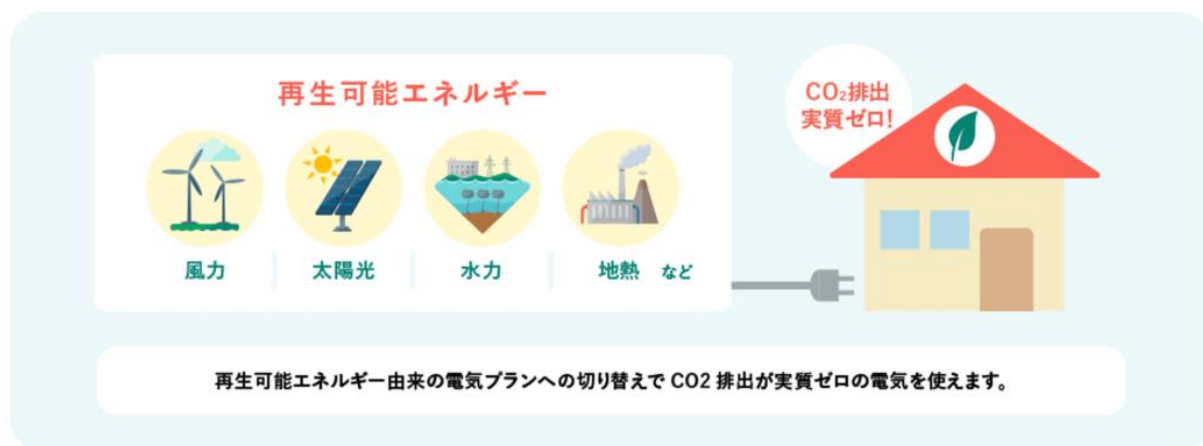 再生可能エネルギー
CO₂排出
実質ゼロ!
風力
太陽光
水力
地熱 など
再生可能エネルギー由来の電気プランへの切り替えで CO2 排出が実質ゼロの電気を使えます。